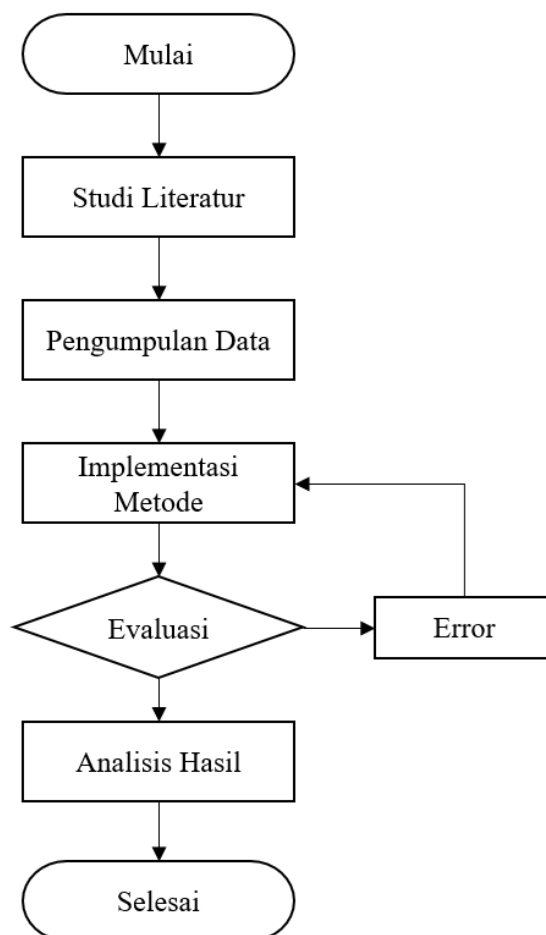 Mulai
Studi Literatur
Pengumpulan Data
Implementasi
Metode
Evaluasi
Error
Analisis Hasil
Selesai